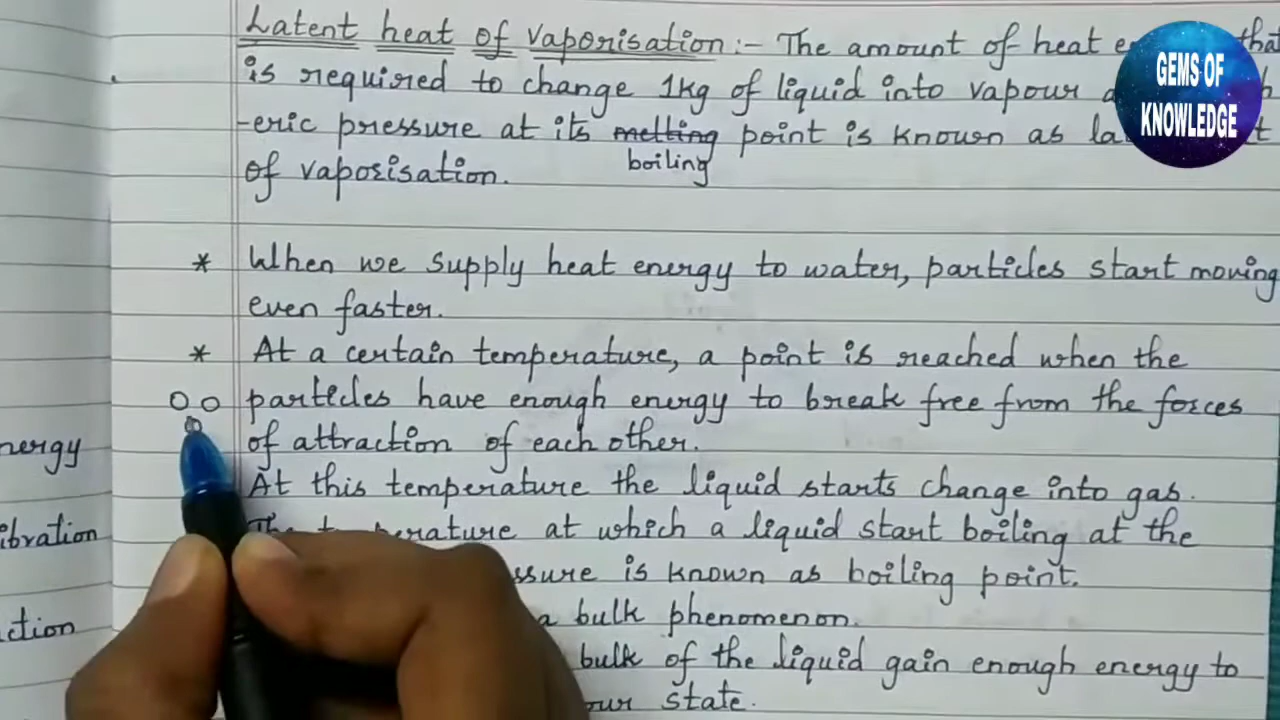 Latent heat of vaporisation :- The amount of heat that
is required to change 1kg of liquid into vapour
-eric pressure at its melting point is known as
boiling
of vaporisation.
* When we supply heat energy to water, particles start moving
even faster.
* At a certain temperature, a point is reached when the
particles have enough energy to break free from the forces
of attraction of each other.
At this temperature the liquid starts change into gas.
The temperature at which a liquid start boiling at the
ssure is known as boiling point.
a bulk phenomenon.
bulk of the liquid gain enough energy to
our state.
nergy
ibration
ction
GEMS OF
KNOWLEDGE